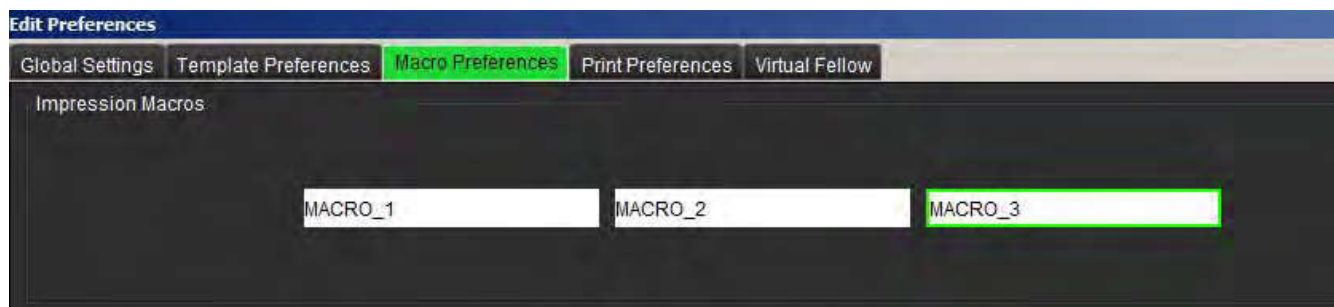 Edit Preferences
Global Settings Template Preferences Macro Preferences Print Preferences Virtual Fellow
Impression Macros
MACRO_1 MACRO_2 MACRO_3